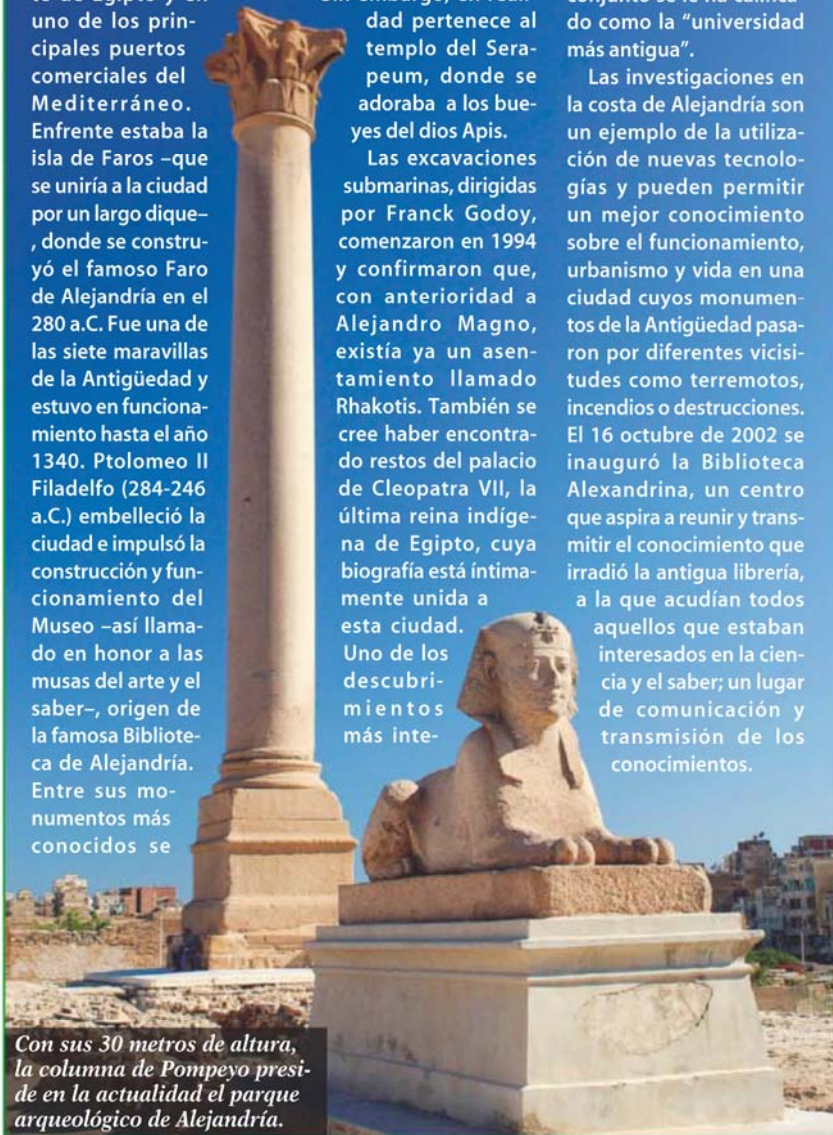 to de Egipto y en
uno de los prin-
cipales puertos
comerciales del
Mediterráneo.
Enfrente estaba la
isla de Faros –que
se uniría a la ciudad
por un largo dique–
, donde se constru-
yó el famoso Faro
de Alejandría en el
280 a.C. Fue una de
las siete maravillas
de la Antigüedad y
estuvo en funciona-
miento hasta el año
1340. Ptolomeo II
Filadelfo (284-246
a.C.) embelleció la
ciudad e impulsó la
construcción y fun-
cionamiento del
Museo –así llama-
do en honor a las
musas del arte y el
saber–, origen de
la famosa Bibliote-
ca de Alejandría.
Entre sus mo-
numentos más
conocidos se
Sin embargo, en reali-
dad pertenece al
templo del Sera-
peum, donde se
adoraba a los bue-
yes del dios Apis.
Las excavaciones
submarinas, dirigidas
por Franck Godoy,
comenzaron en 1994
y confirmaron que,
con anterioridad a
Alejandro Magno,
existía ya un asen-
tamiento llamado
Rhakotis. También se
cree haber encontra-
do restos del palacio
de Cleopatra VII, la
última reina indíge-
na de Egipto, cuya
biografía está íntima-
mente unida a
esta ciudad.
Uno de los
descubri-
mientos
más inte-
conjunto se le ha califica-
do como la “universidad
más antigua”.
Las investigaciones en
la costa de Alejandría son
un ejemplo de la utiliza-
ción de nuevas tecnolo-
gías y pueden permitir
un mejor conocimiento
sobre el funcionamiento,
urbanismo y vida en una
ciudad cuyos monumen-
tos de la Antigüedad pasa-
ron por diferentes vicisi-
tudes como terremotos,
incendios o destrucciones.
El 16 octubre de 2002 se
inauguró la Biblioteca
Alexandrina, un centro
que aspira a reunir y trans-
mitir el conocimiento que
irradió la antigua librería,
a la que acudían todos
aquellos que estaban
interesados en la cien-
cia y el saber; un lugar
de comunicación y
transmisión de los
conocimientos.
Con sus 30 metros de altura,
la columna de Pompeyo presi-
de en la actualidad el parque
arqueológico de Alejandría.